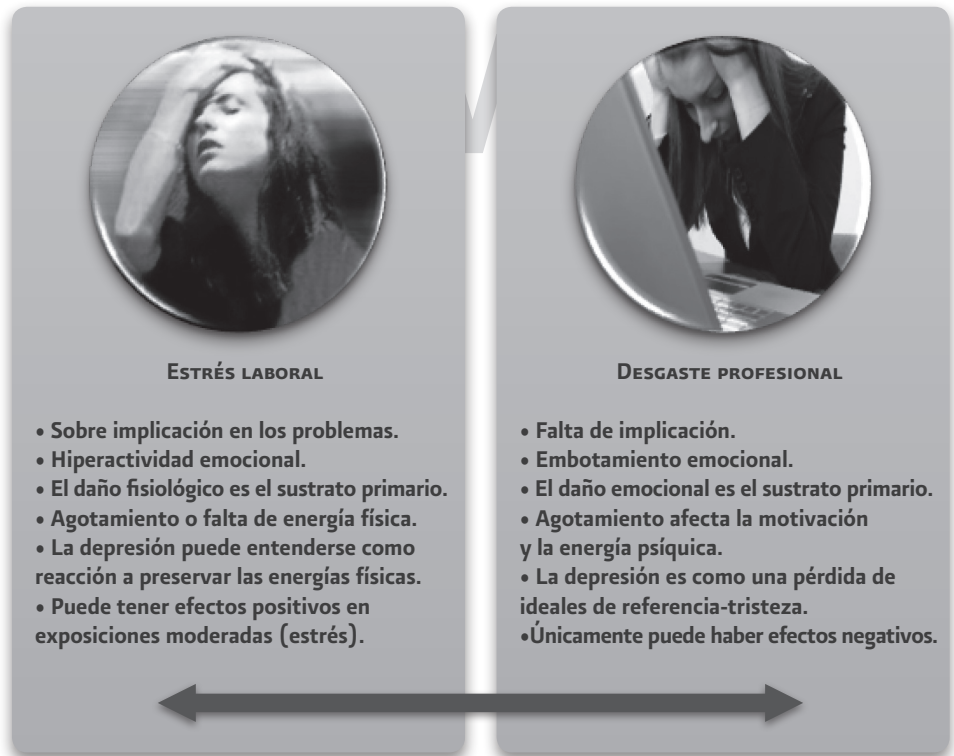 Estrés laboral
• Sobre implicación en los problemas.
• Hiperactividad emocional.
• El daño fisiológico es el sustrato primario.
• Agotamiento o falta de energía física.
• La depresión puede entenderse como
reacción a preservar las energías físicas.
• Puede tener efectos positivos en
exposiciones moderadas (estrés).
Desgaste profesional
• Falta de implicación.
• Embotamiento emocional.
• El daño emocional es el sustrato primario.
• Agotamiento afecta la motivación
y la energía psíquica.
• La depresión es como una pérdida de
ideales de referencia-tristeza.
•Únicamente puede haber efectos negativos.